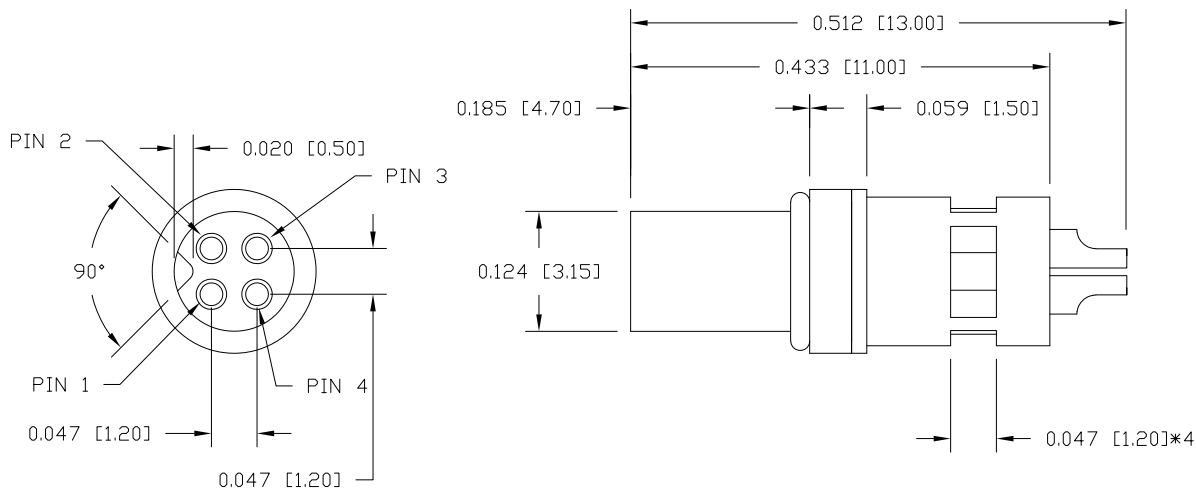 0.512 [13.00]
0.433 [11.00]
0.185 [4.70]
0.059 [1.50]
PIN 2
0.020 [0.50]
PIN 3
90°
0.124 [3.15]
PIN 1
PIN 4
0.047 [1.20]
0.047 [1.20]*4
0.047 [1.20]